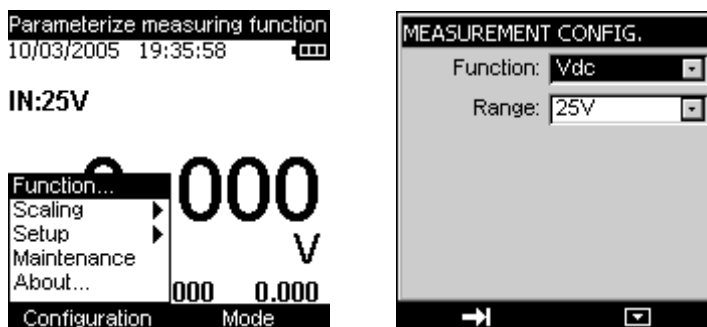 Parameterize measuring function
10/03/2005 19:35:58
IN:25V
000
V
Function...
Scaling
Setup
Maintenance
About...
000 0.000
Configuration Mode
MEASUREMENT CONFIG.
Function: Vdc
Range: 25V